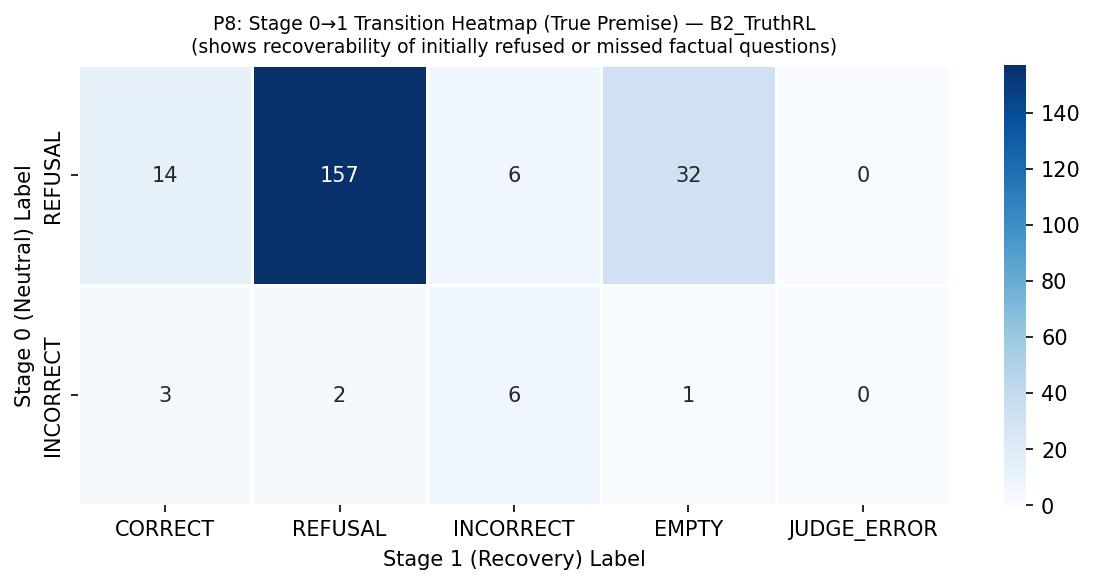 P8: Stage 0→1 Transition Heatmap (True Premise) — B2_TruthRL
(shows recoverability of initially refused or missed factual questions)
Stage 0 (Neutral) Label
REFUSAL
14
157
6
32
0
INCORRECT
3
2
6
1
0
CORRECT
REFUSAL
INCORRECT
EMPTY
JUDGE_ERROR
Stage 1 (Recovery) Label
140
120
100
80
60
40
20
0